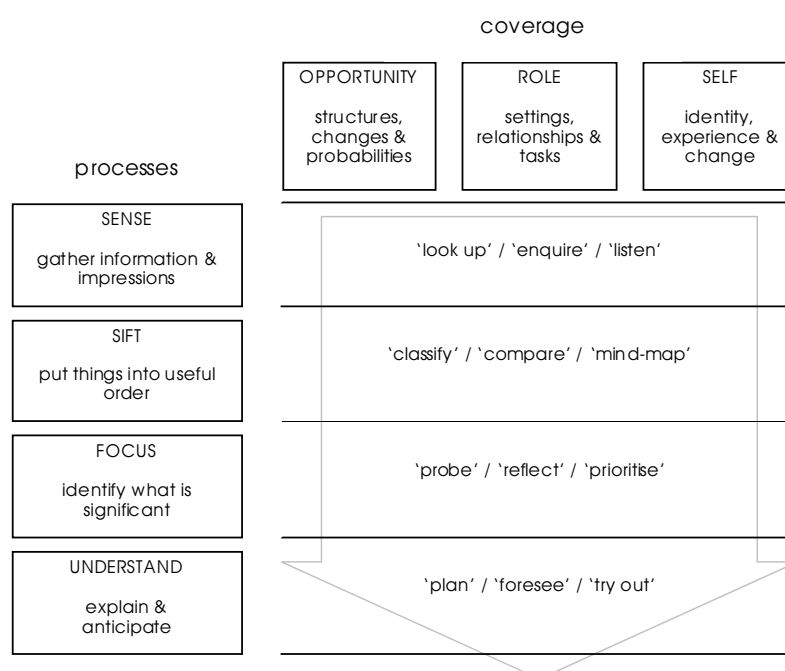 coverage
OPPORTUNITY
structures,
changes &
probabilities
ROLE
settings,
relationships &
tasks
SELF
identity,
experience &
change
processes
SENSE
gather information &
impressions
‘look up’ / ‘enquire’ / ‘listen’
SIFT
put things into useful
order
‘classify’ / ‘compare’ / ‘mind-map’
FOCUS
identify what is
significant
‘probe’ / ‘reflect’ / ‘prioritise’
UNDERSTAND
explain &
anticipate
‘plan’ / ‘foresee’ / ‘try out’